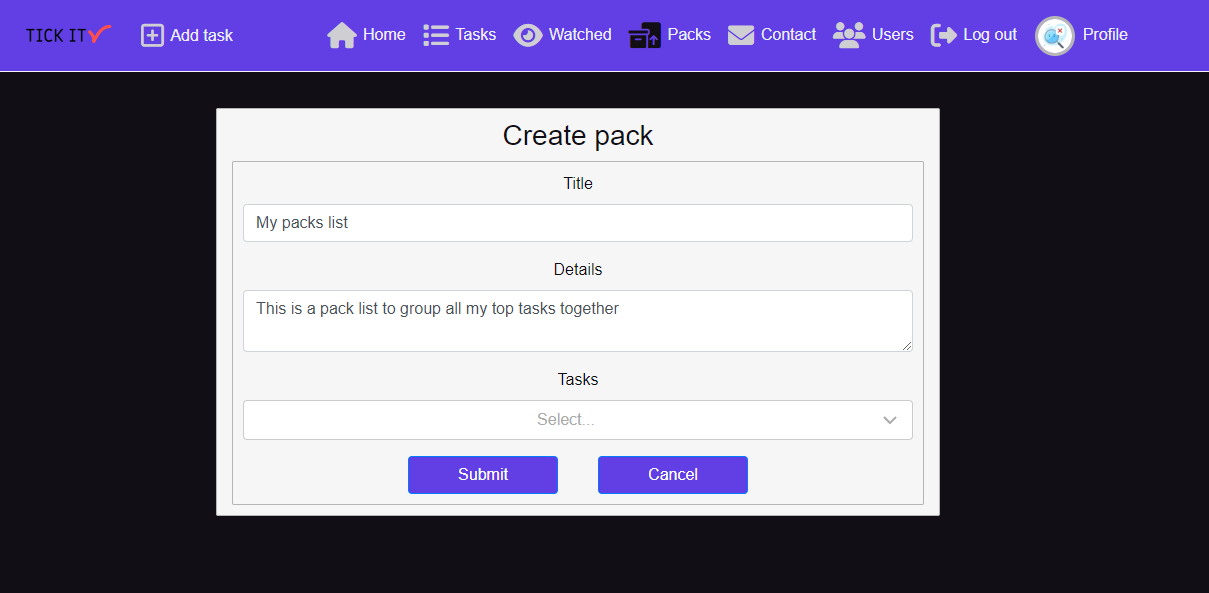 TICK IT
Add task
Home
Tasks
Watched
Packs
Contact
Users
Log out
Profile
Create pack
Title
My packs list
Details
This is a pack list to group all my top tasks together
Tasks
Select...
Submit
Cancel